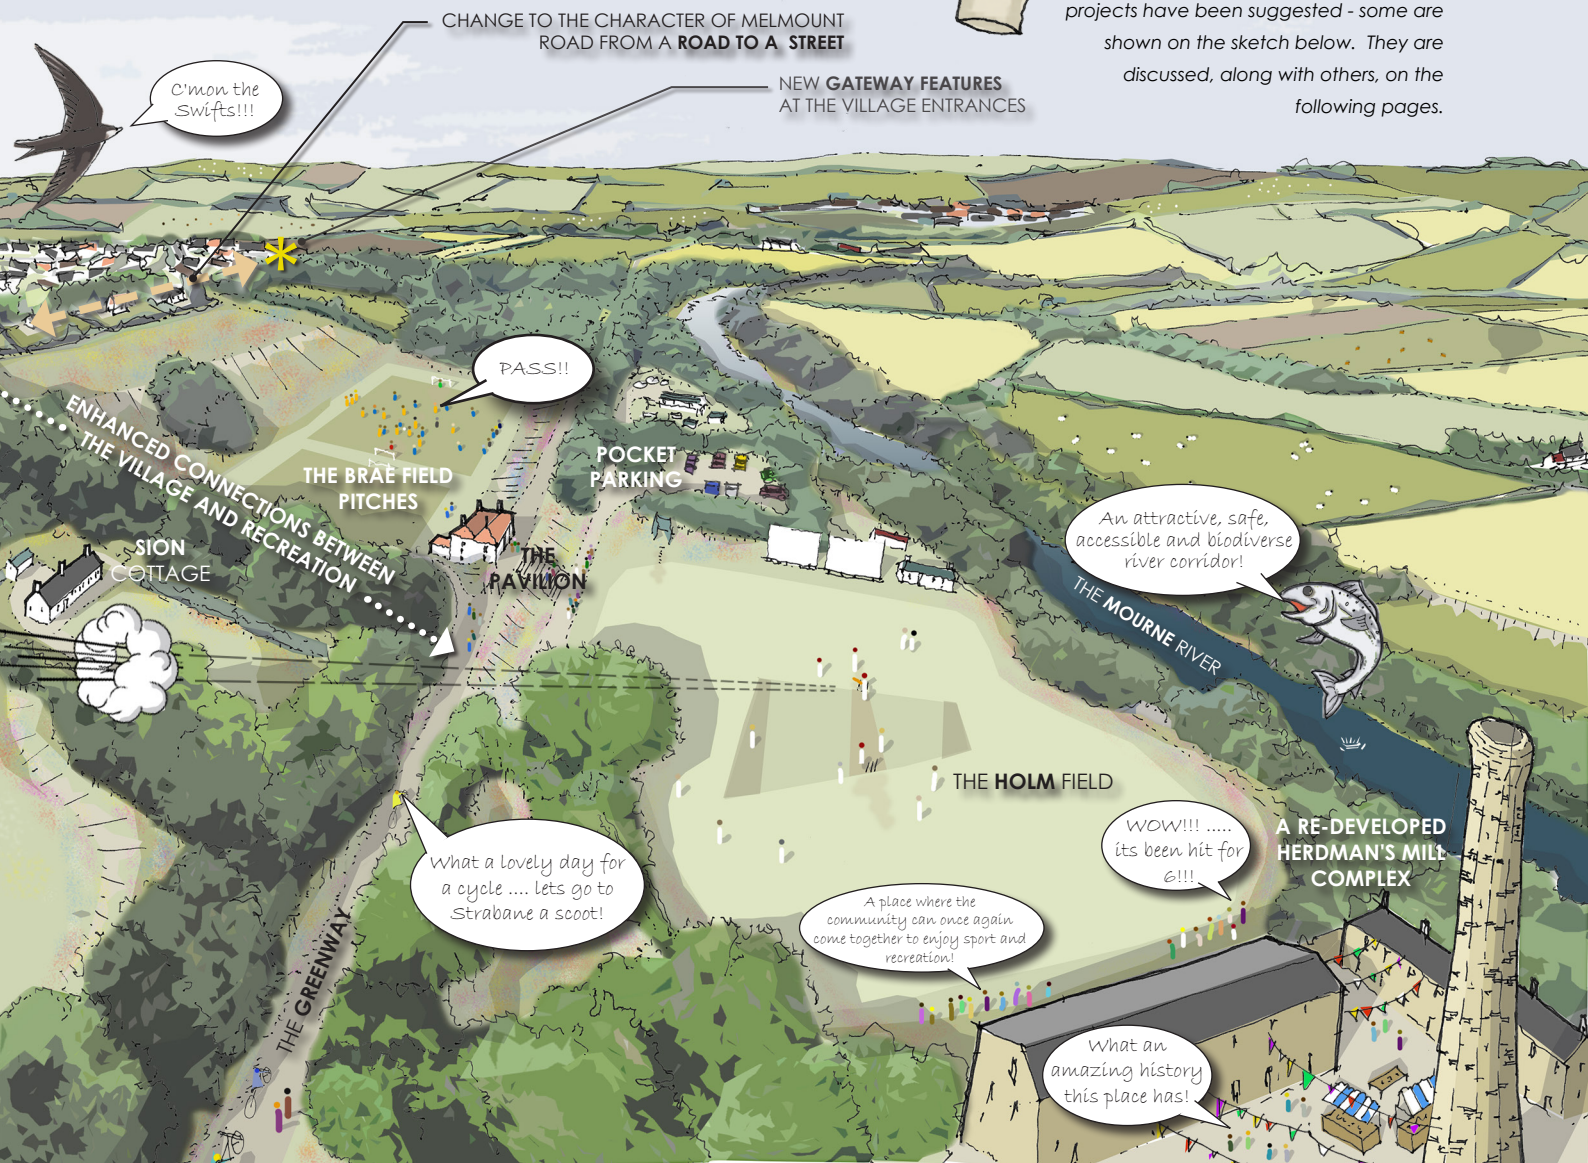 projects have been suggested - some are
shown on the sketch below. They are
discussed, along with others, on the
following pages.
CHANGE TO THE CHARACTER OF MELMOUNT
ROAD FROM A ROAD TO A STREET
NEW GATEWAY FEATURES
AT THE VILLAGE ENTRANCES
C'mon the
Swifts!!!
PASS!!
ENHANCED CONNECTIONS BETWEEN
THE VILLAGE AND RECREATION
THE BRAE FIELD
PITCHES
POCKET
PARKING
SION
COTTAGE
THE
PAVILION
An attractive, safe,
accessible and biodiverse
river corridor!
THE MOURNE RIVER
THE HOLM FIELD
WOW!!! .....
its been hit for
6!!!
A RE-DEVELOPED
HERDMAN'S MILL
COMPLEX
What a lovely day for
a cycle .... lets go to
Strabane a scoot!
A place where the
community can once again
come together to enjoy sport and
recreation!
THE GREENWAY
What an
amazing history
this place has!